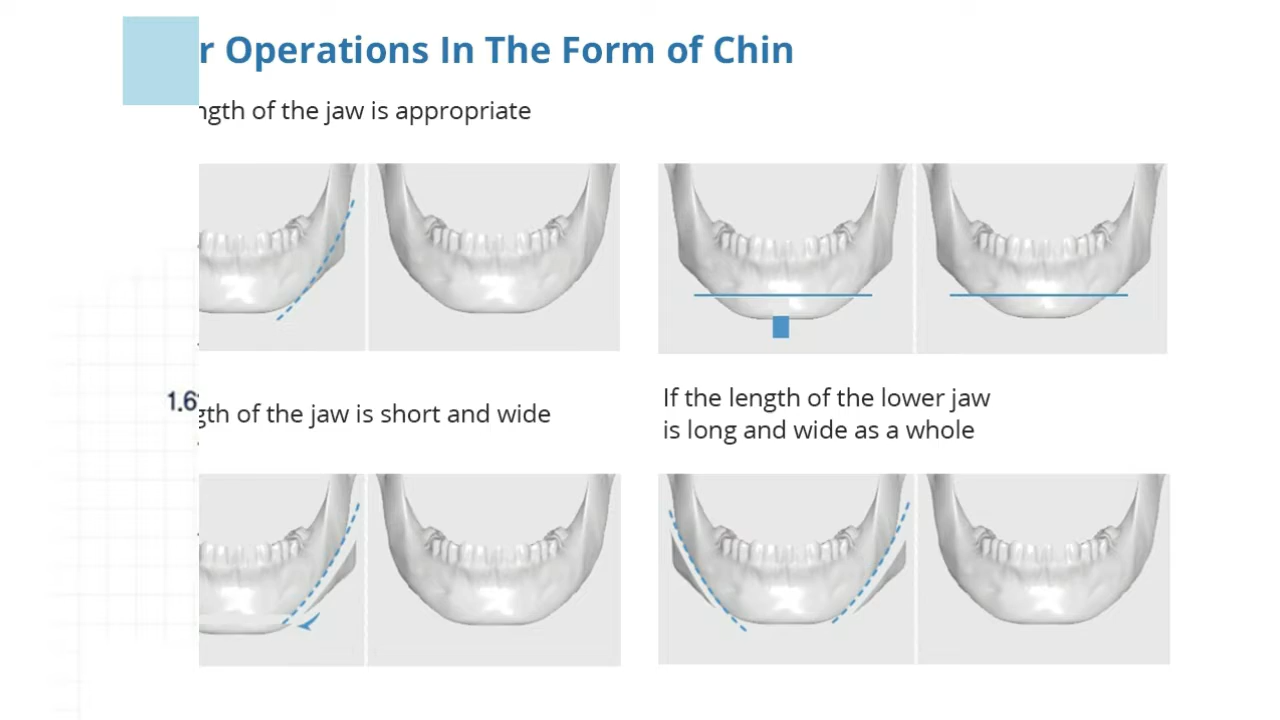 r Operations In The Form of Chin
ngth of the jaw is appropriate
1.6
gth of the jaw is short and wide
If the length of the lower jaw
is long and wide as a whole